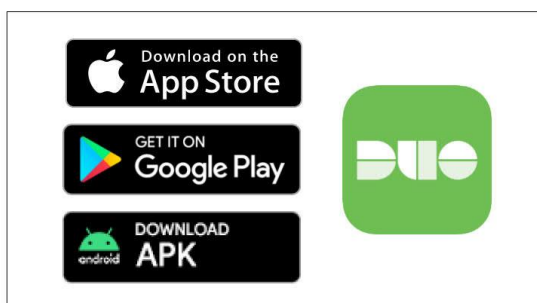 Download on the
App Store
GET IT ON
Google Play
android
DOWNLOAD
APK
DUO